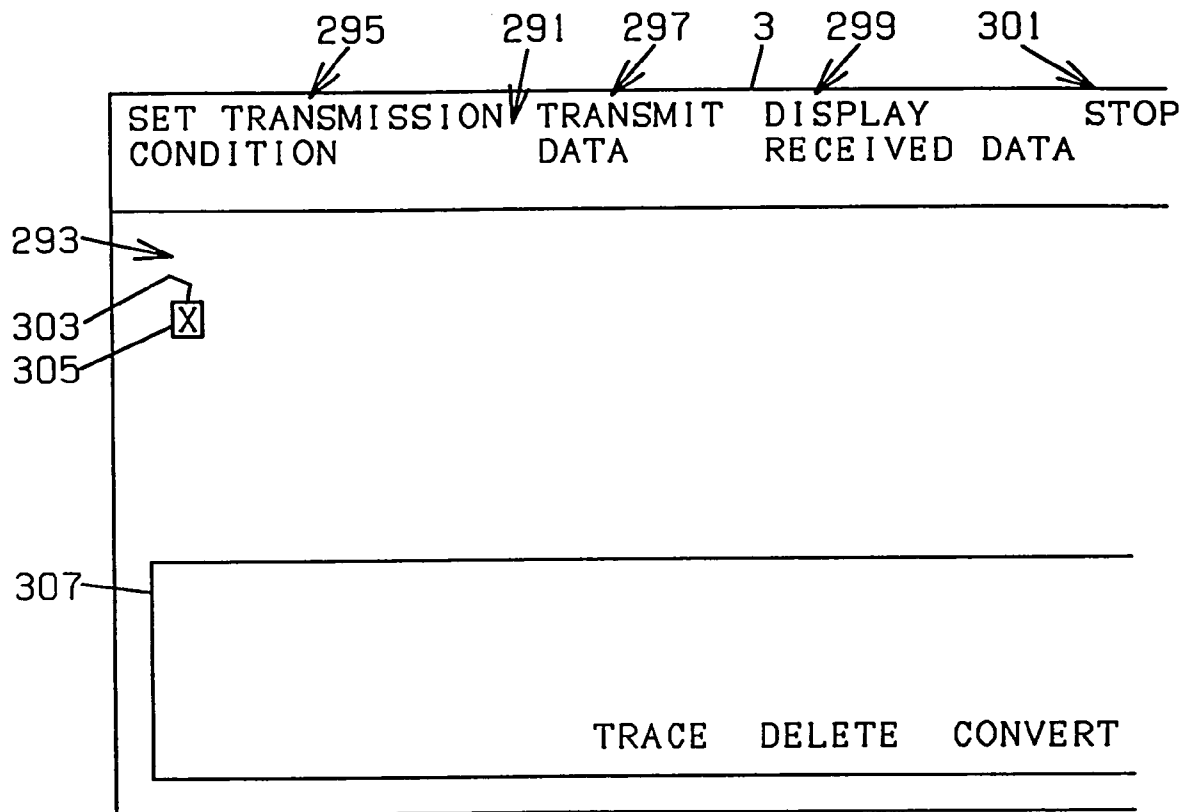 295 291 297 3 299 301
SET TRANSMISSION TRANSMIT DISPLAY STOP
CONDITION DATA RECEIVED DATA
293
303
X
305
307
TRACE DELETE CONVERT